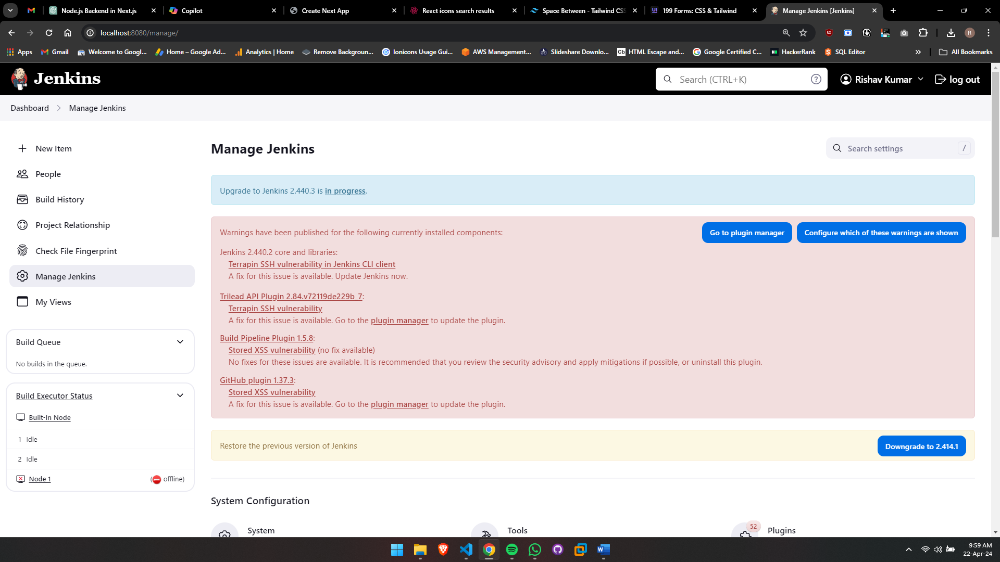 Node.js Backend in Next.js
Copilot
Create Next App
React icons search results
Space Between - Tailwind CSS
199 Forms: CSS & Tailwind
Manage Jenkins [Jenkins]
localhost:8080/manage/
R
Apps
Gmail
Welcome to Googl...
Home – Google Ad...
Analytics | Home
Remove Backgroun...
Ionicons Usage Gui...
AWS Management...
Slideshare Downlo...
HTML Escape and...
Google Certified C...
HackerRank
SQL Editor
All Bookmarks
Jenkins
Search (CTRL+K)
Rishav Kumar
log out
Dashboard
Manage Jenkins
New Item
People
Build History
Project Relationship
Check File Fingerprint
Manage Jenkins
My Views
Build Queue
No builds in the queue.
Build Executor Status
Built-In Node
1 Idle
2 Idle
Node 1
(offline)
Manage Jenkins
Search settings
/
Upgrade to Jenkins 2.440.3 is in progress.
Warnings have been published for the following currently installed components:
Go to plugin manager
Configure which of these warnings are shown
Jenkins 2.440.2 core and libraries:
Terrapin SSH vulnerability in Jenkins CLI client
A fix for this issue is available. Update Jenkins now.
Trilead API Plugin 2.84.v72119de229b_7:
Terrapin SSH vulnerability
A fix for this issue is available. Go to the plugin manager to update the plugin.
Build Pipeline Plugin 1.5.8:
Stored XSS vulnerability (no fix available)
No fixes for these issues are available. It is recommended that you review the security advisory and apply mitigations if possible, or uninstall this plugin.
GitHub plugin 1.37.3:
Stored XSS vulnerability
A fix for this issue is available. Go to the plugin manager to update the plugin.
Restore the previous version of Jenkins
Downgrade to 2.414.1
System Configuration
System
Tools
52
Plugins
9:59 AM
22-Apr-24